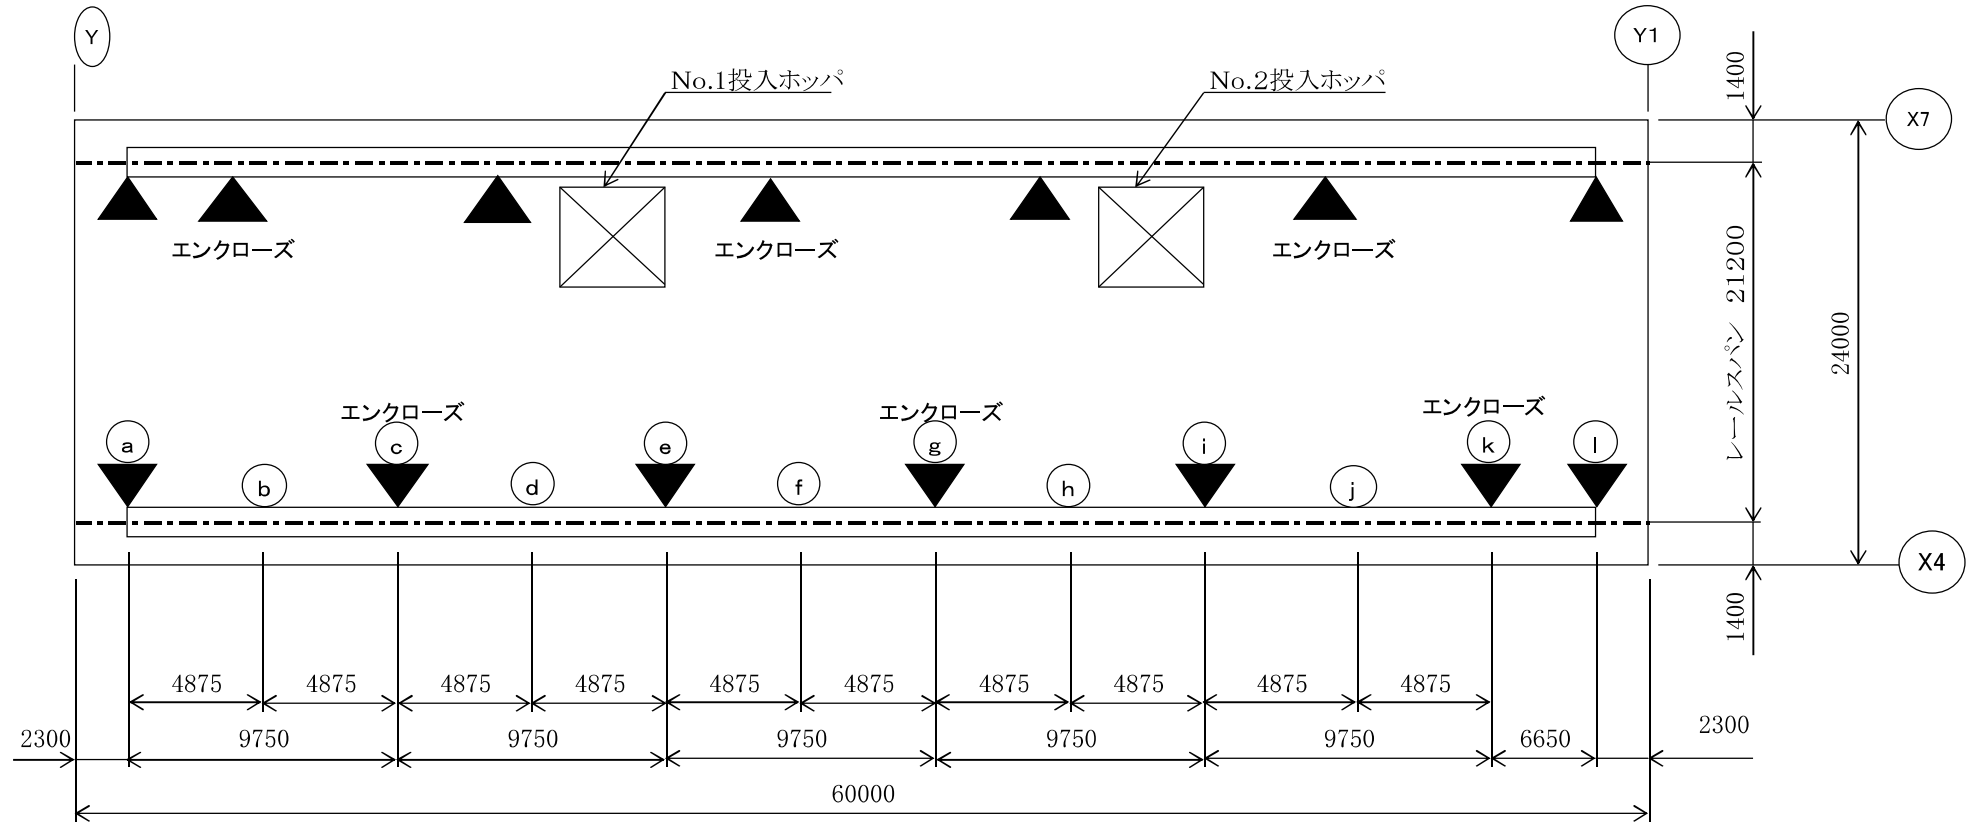 Y
Y1
No.1投入ホッパ
No.2投入ホッパ
1400
X7
エンクローズ
エンクローズ
エンクローズ
レールスパン 21200
24000
エンクローズ
エンクローズ
エンクローズ
a
c
e
g
i
k
l
b
d
f
h
j
X4
1400
4875
4875
4875
4875
4875
4875
4875
4875
4875
4875
2300
9750
9750
9750
9750
9750
6650
2300
60000